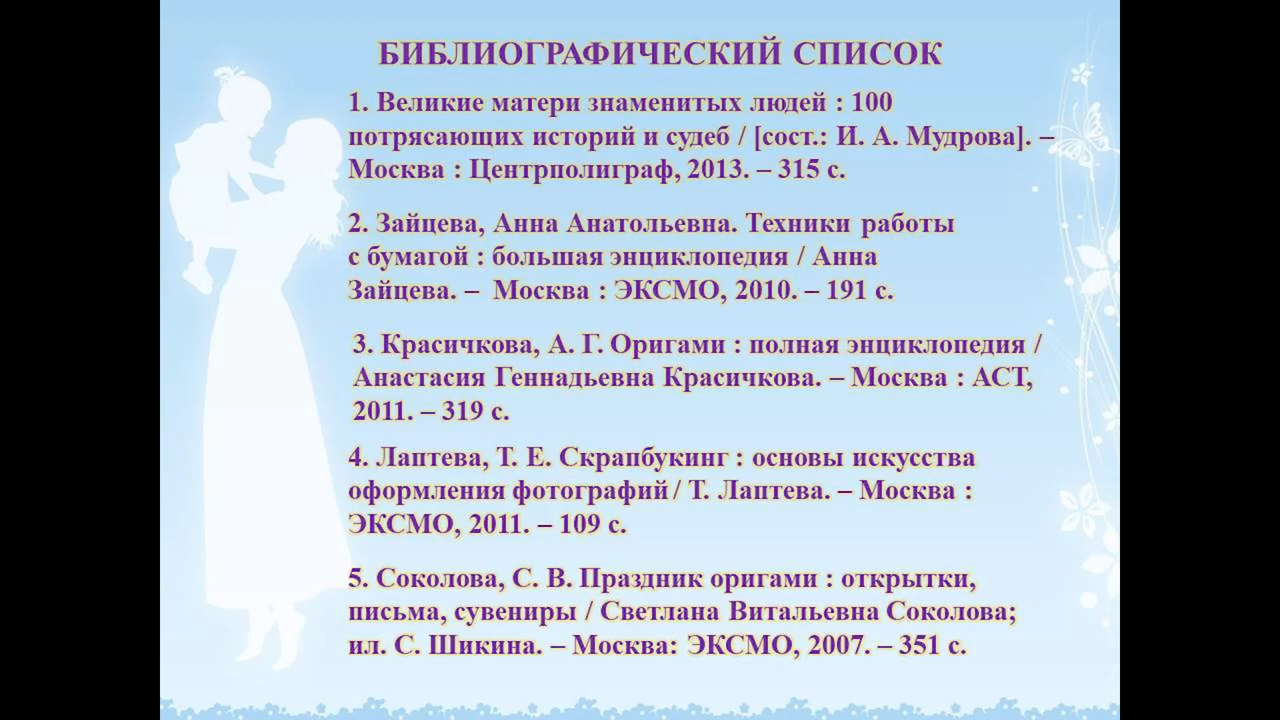 БИБЛИОГРАФИЧЕСКИЙ СПИСОК
1. Великие матери знаменитых людей : 100
потрясающих историй и судеб / [сост.: И. А. Мудрова]. –
Москва : Центрполиграф, 2013. – 315 с.
2. Зайцева, Анна Анатольевна. Техники работы
с бумагой : большая энциклопедия / Анна
Зайцева. – Москва : ЭКСМО, 2010. – 191 с.
3. Красичкова, А. Г. Оригами : полная энциклопедия /
Анастасия Геннадьевна Красичкова. – Москва : АСТ,
2011. – 319 с.
4. Лаптева, Т. Е. Скрапбукинг : основы искусства
оформления фотографий / Т. Лаптева. – Москва :
ЭКСМО, 2011. – 109 с.
5. Соколова, С. В. Праздник оригами : открытки,
письма, сувениры / Светлана Витальевна Соколова;
ил. С. Шикина. – Москва: ЭКСМО, 2007. – 351 с.